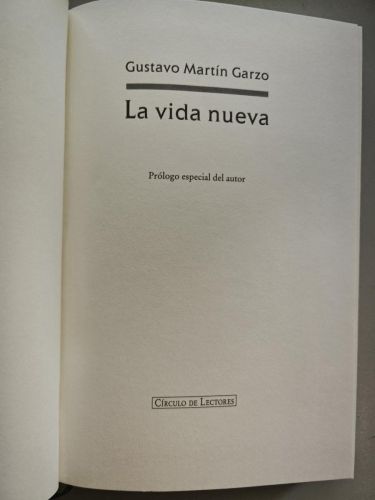 Gustavo Martín Garzo
La vida nueva
Prólogo especial del autor
Círculo de Lectores